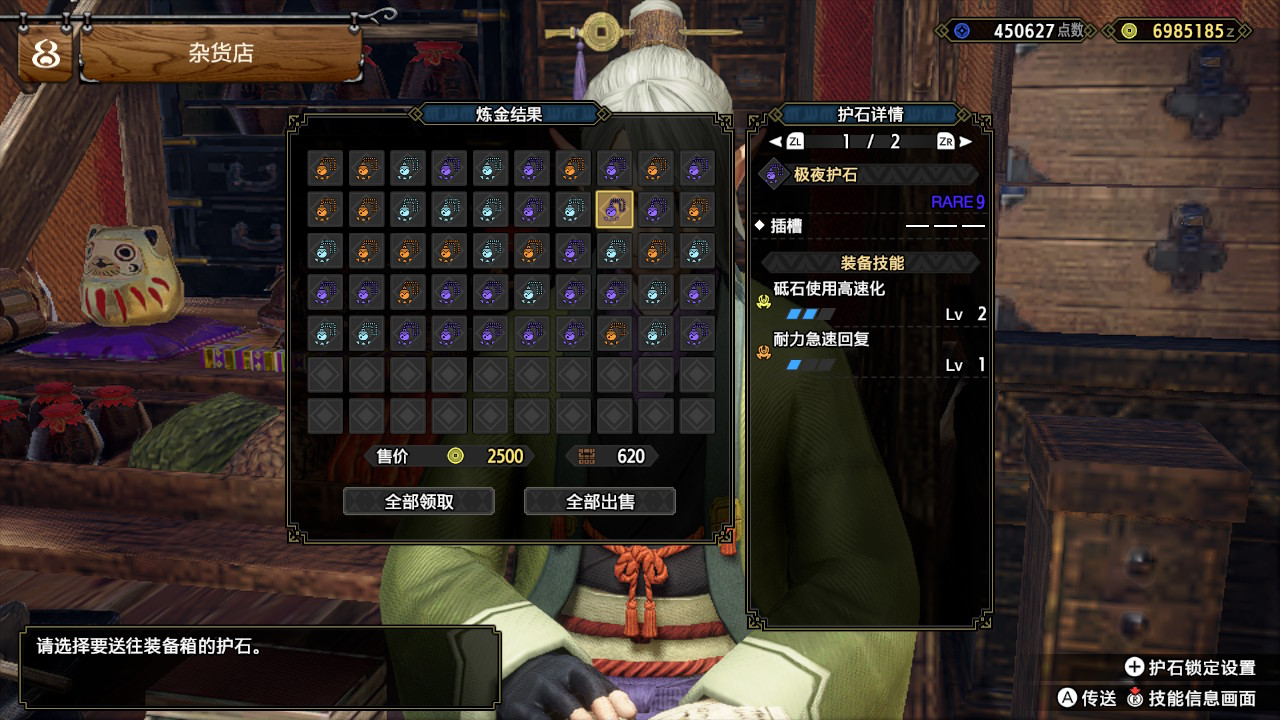 杂货店
450627点数
6985185z
炼金结果
售价 2500
620
全部领取
全部出售
护石详情
ZL 1 / 2 ZR
极夜护石
RARE 9
插槽
装备技能
砥石使用高速化
Lv 2
耐力急速回复
Lv 1
请选择要送往装备箱的护石。
护石锁定设置
A 传送 R 技能信息画面